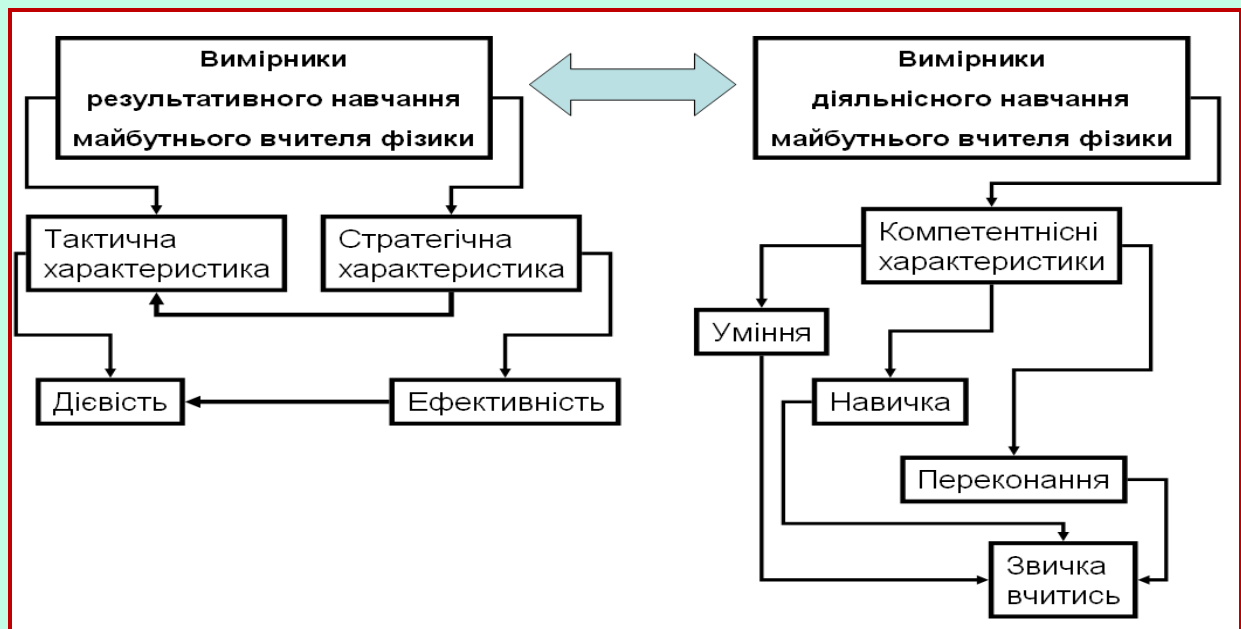 Вимірники
результативного навчання
майбутнього вчителя фізики
Вимірники
діяльнісного навчання
майбутнього вчителя фізики
Тактична
характеристика
Стратегічна
характеристика
Компетентнісні
характеристики
Уміння
Дієвість
Ефективність
Навичка
Переконання
Звичка
вчитись